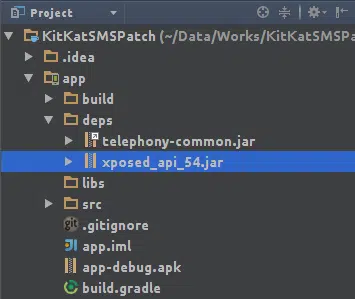 Project
KitKatSMSPatch (~/Data/Works/KitKatSMSP
.idea
app
build
deps
telephony-common.jar
xposed_api_54.jar
libs
src
.gitignore
app.iml
app-debug.apk
build.gradle